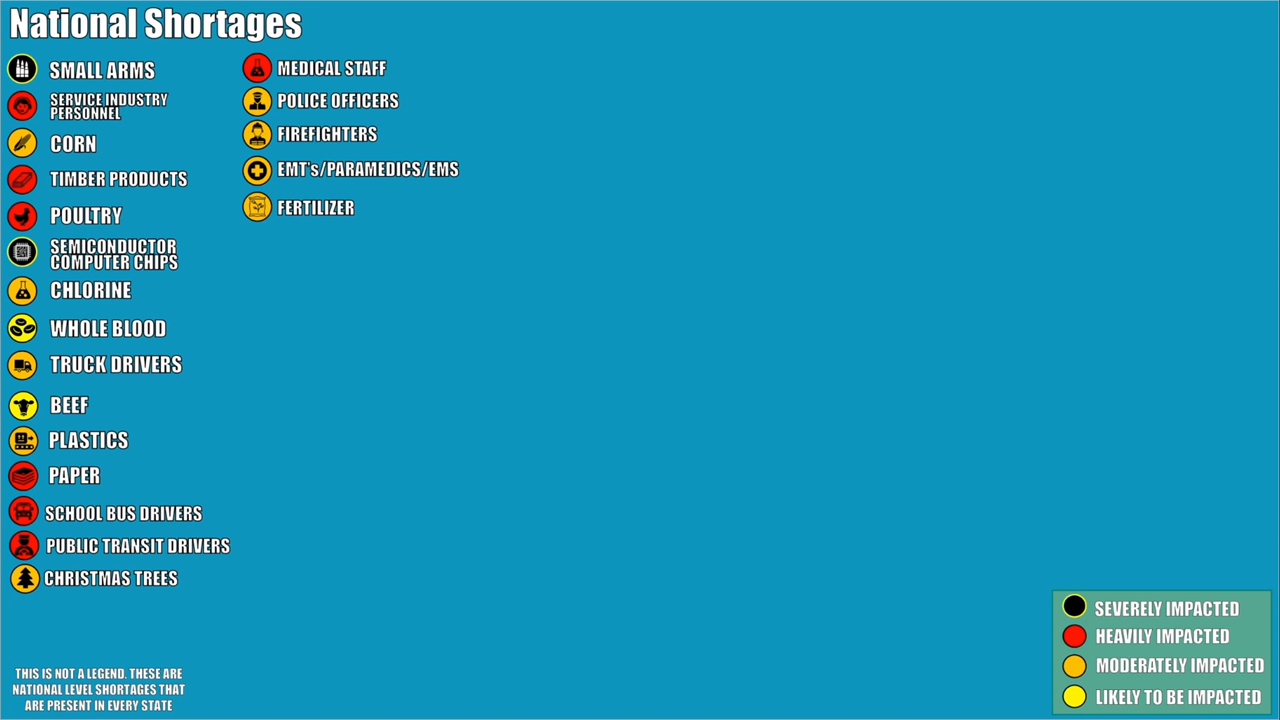 National Shortages
SMALL ARMS
SERVICE INDUSTRY
PERSONNEL
CORN
TIMBER PRODUCTS
POULTRY
SEMICONDUCTOR
COMPUTER CHIPS
CHLORINE
WHOLE BLOOD
TRUCK DRIVERS
BEEF
PLASTICS
PAPER
SCHOOL BUS DRIVERS
PUBLIC TRANSIT DRIVERS
CHRISTMAS TREES
MEDICAL STAFF
POLICE OFFICERS
FIREFIGHTERS
EMT's/PARAMEDICS/EMS
FERTILIZER
THIS IS NOT A LEGEND. THESE ARE
NATIONAL LEVEL SHORTAGES THAT
ARE PRESENT IN EVERY STATE
SEVERELY IMPACTED
HEAVILY IMPACTED
MODERATELY IMPACTED
LIKELY TO BE IMPACTED